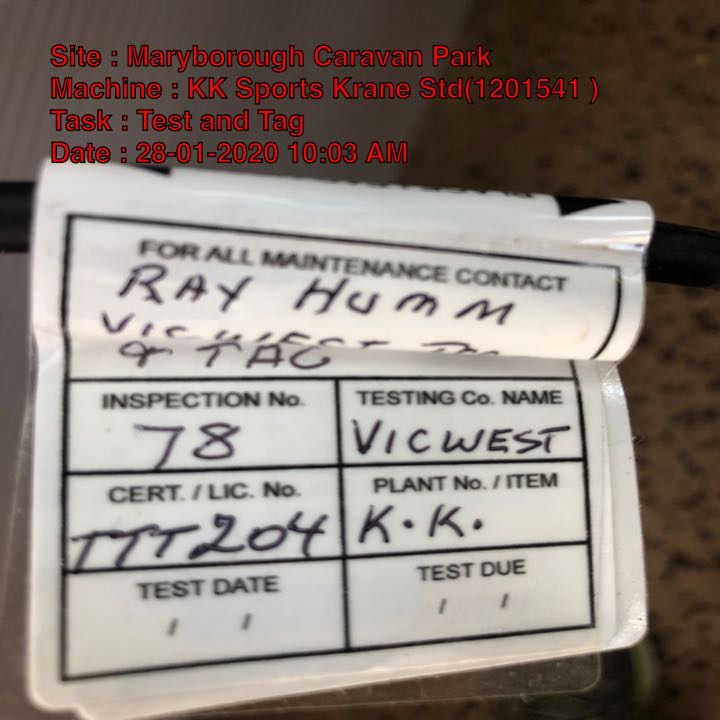 Site : Maryborough Caravan Park
Machine : KK Sports Krane Std(1201541 )
Task : Test and Tag
Date : 28-01-2020 10:03 AM
FOR ALL MAINTENANCE CONTACT
RAY HUMM
VICWEST
& TAG
INSPECTION No.
78
TESTING Co. NAME
VICWEST
CERT. / LIC. No.
TTT204
PLANT No. / ITEM
K.K.
TEST DATE
/ /
TEST DUE
/ /